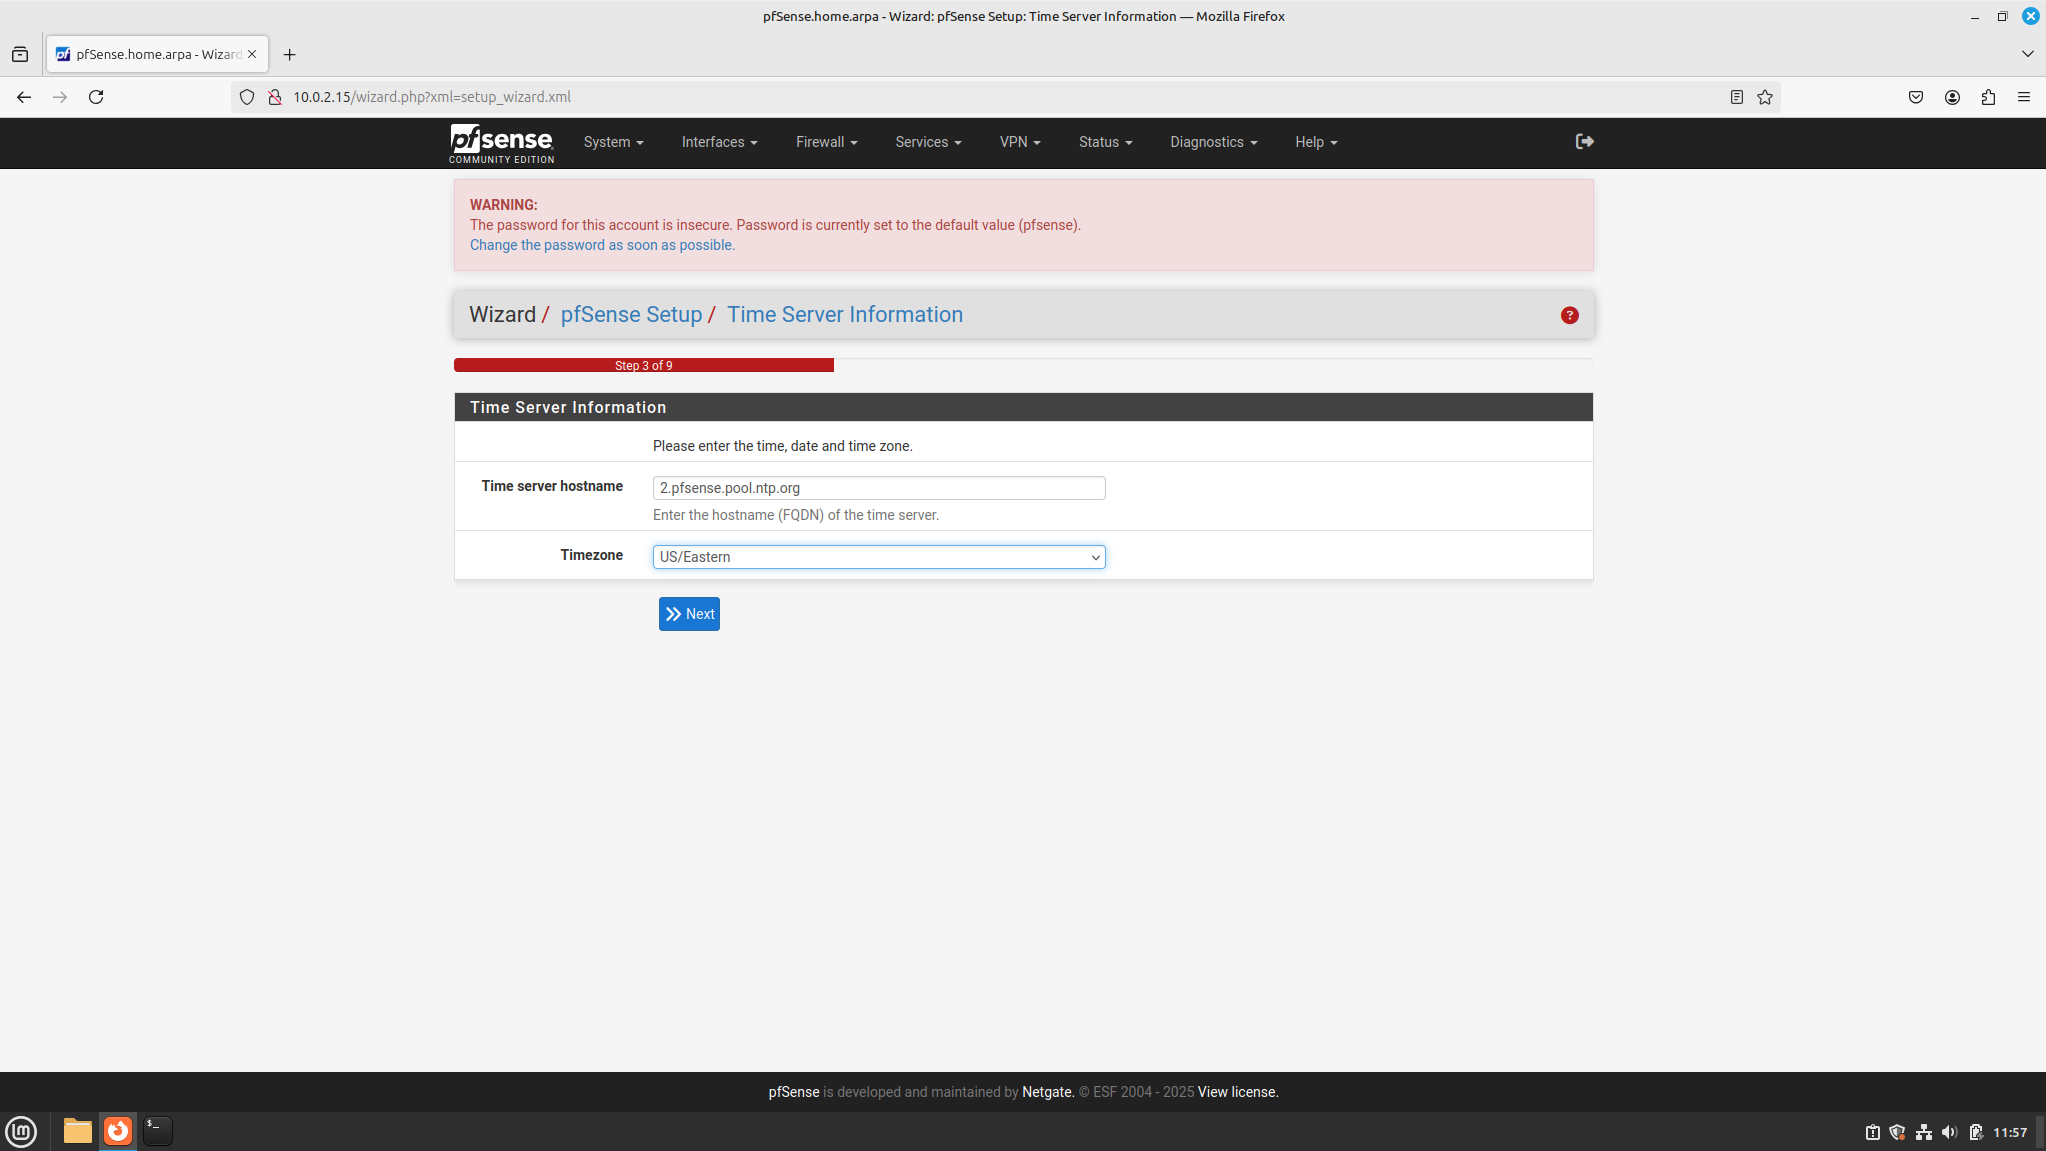 pfSense.home.arpa - Wizard: pfSense Setup: Time Server Information — Mozilla Firefox
pfSense.home.arpa - Wizard
10.0.2.15/wizard.php?xml=setup_wizard.xml
pfsense
COMMUNITY EDITION
System
Interfaces
Firewall
Services
VPN
Status
Diagnostics
Help
WARNING:
The password for this account is insecure. Password is currently set to the default value (pfsense).
Change the password as soon as possible.
Wizard / pfSense Setup / Time Server Information
Step 3 of 9
Time Server Information
Please enter the time, date and time zone.
Time server hostname
2.pfsense.pool.ntp.org
Enter the hostname (FQDN) of the time server.
Timezone
US/Eastern
Next
pfSense is developed and maintained by Netgate. © ESF 2004 - 2025 View license.
11:57